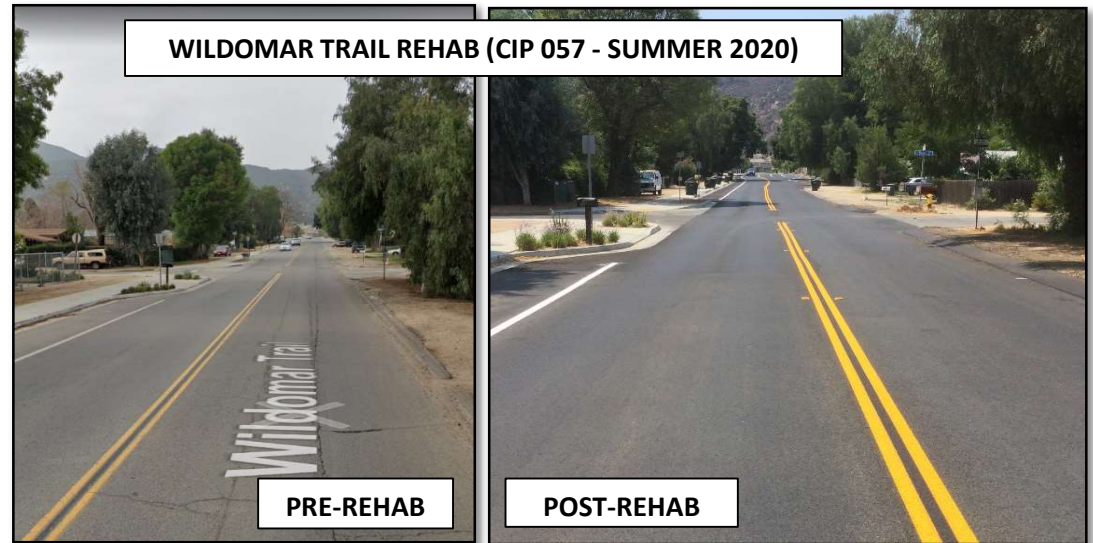 WILDOMAR TRAIL REHAB (CIP 057 - SUMMER 2020)
Wildomar Trail
PRE-REHAB
POST-REHAB